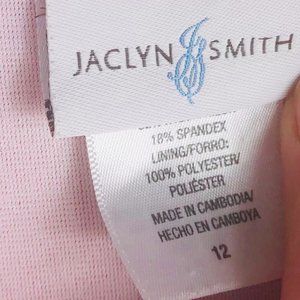 JACLYN SMITH
18% SPANDEX
LINING/FORRO:
100% POLYESTER/
POLIÉSTER
MADE IN CAMBODIA/
HECHO EN CAMBOYA
12